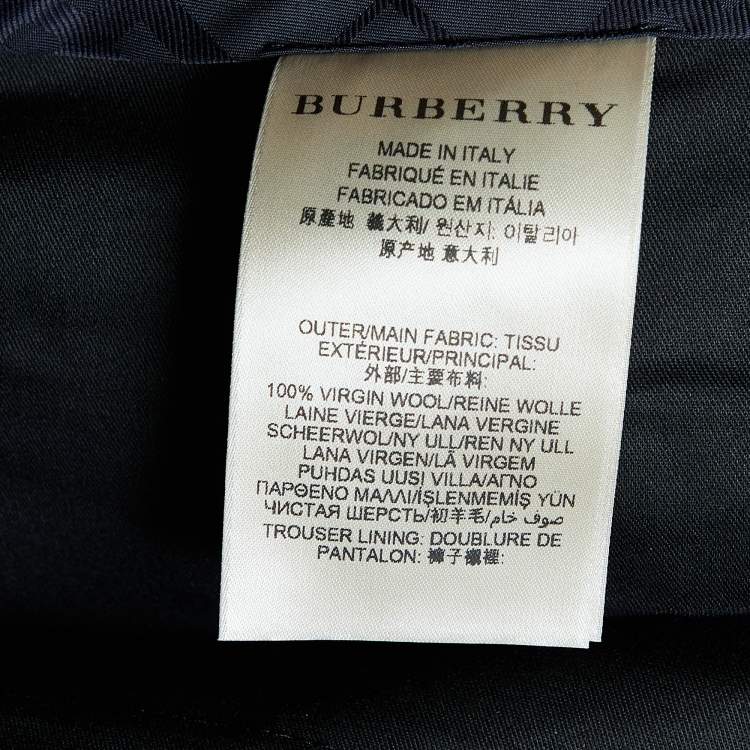 BURBERRY
MADE IN ITALY
FABRIQUÉ EN ITALIE
FABRICADO EM ITÁLIA
原產地 義大利/ 원산지: 이탈리아
原产地 意大利
OUTER/MAIN FABRIC: TISSU
EXTÉRIEUR/PRINCIPAL:
外部/主要布料:
100% VIRGIN WOOL/REINE WOLLE
LAINE VIERGE/LANA VERGINE
SCHEERWOL/NY ULL/REN NY ULL
LANA VIRGEN/LÃ VIRGEM
PUHDAS UUSI VILLA/ΑΓΝΟ
ΠΑΡΘΕΝΟ ΜΑΛΛΙ/İŞLENMEMİŞ YÜN
ЧИСТАЯ ШЕРСТЬ/初羊毛/صوف خام
TROUSER LINING: DOUBLURE DE
PANTALON: 褲子襯裡: